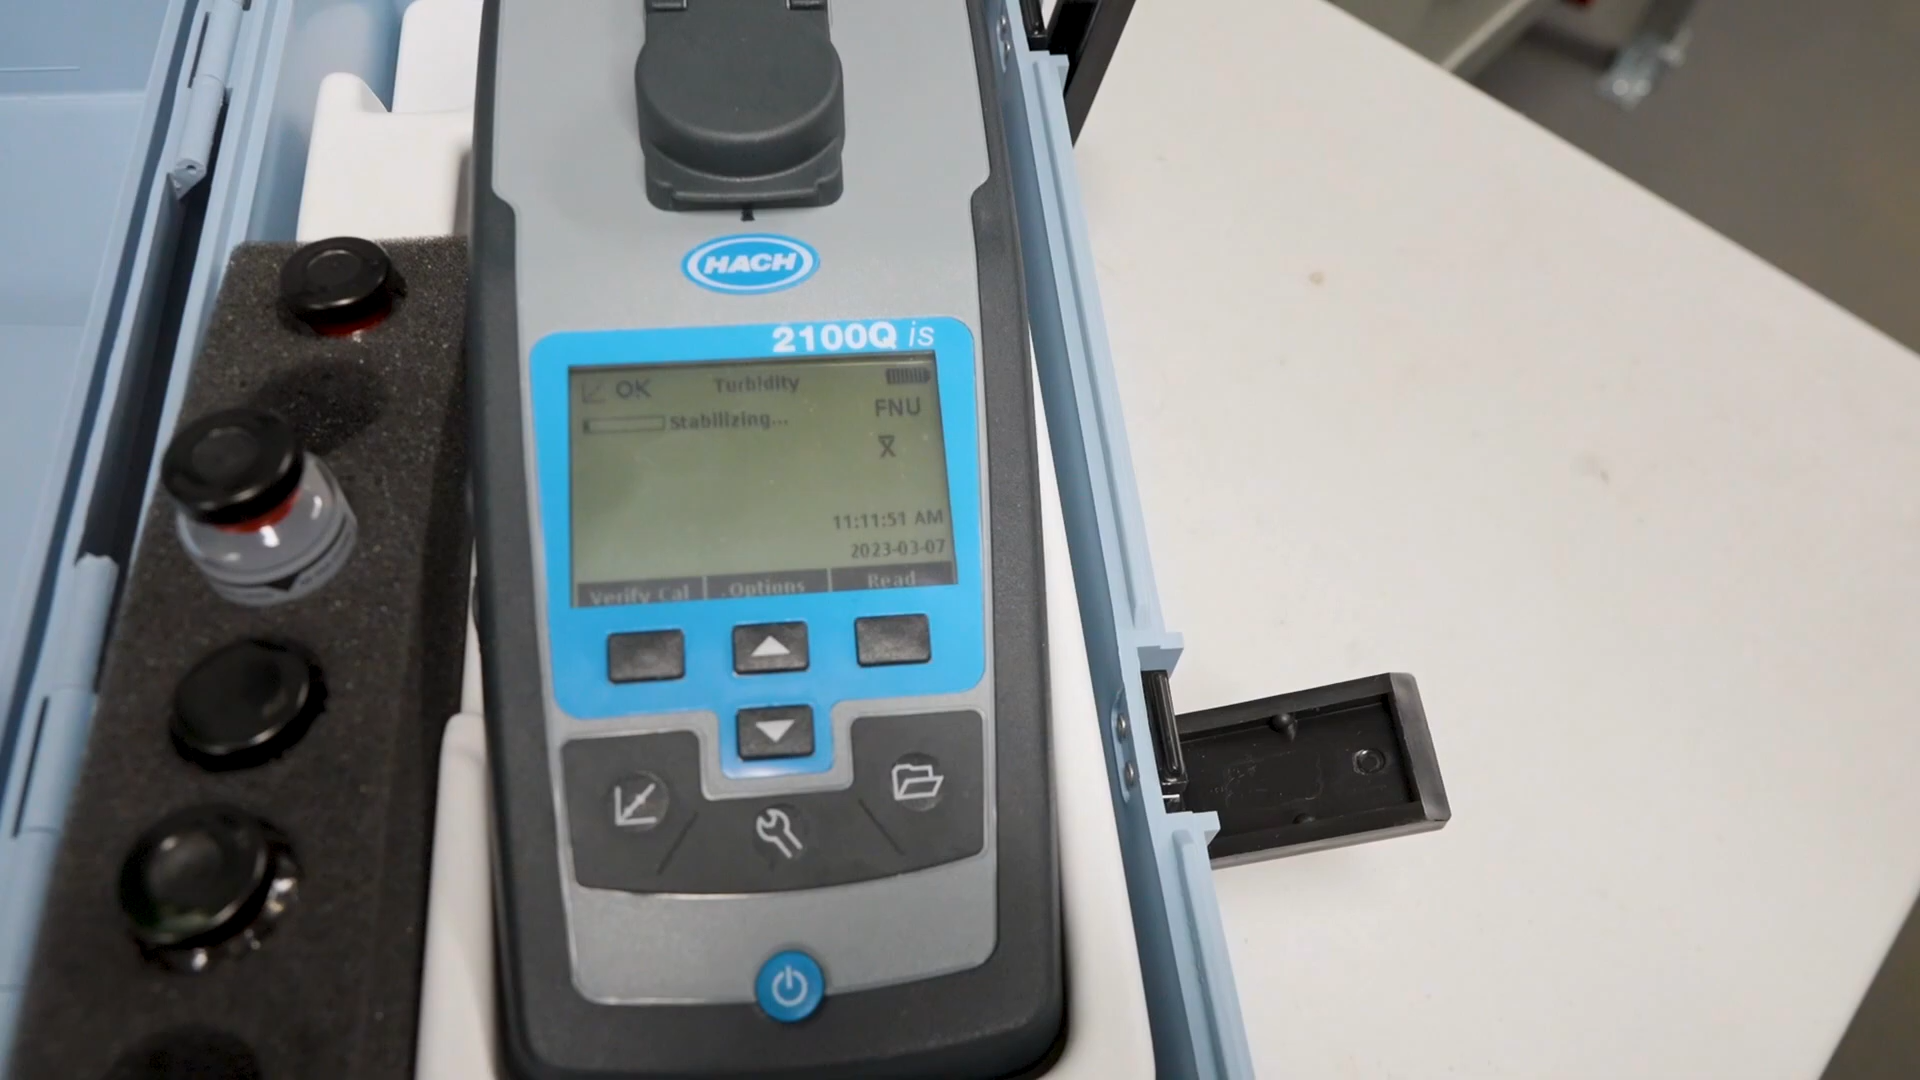 HACH
2100Q is
OK Turbidity
Stabilizing...
FNU
x̄
11:11:51 AM
2023-03-07
Verify Cal Options Read